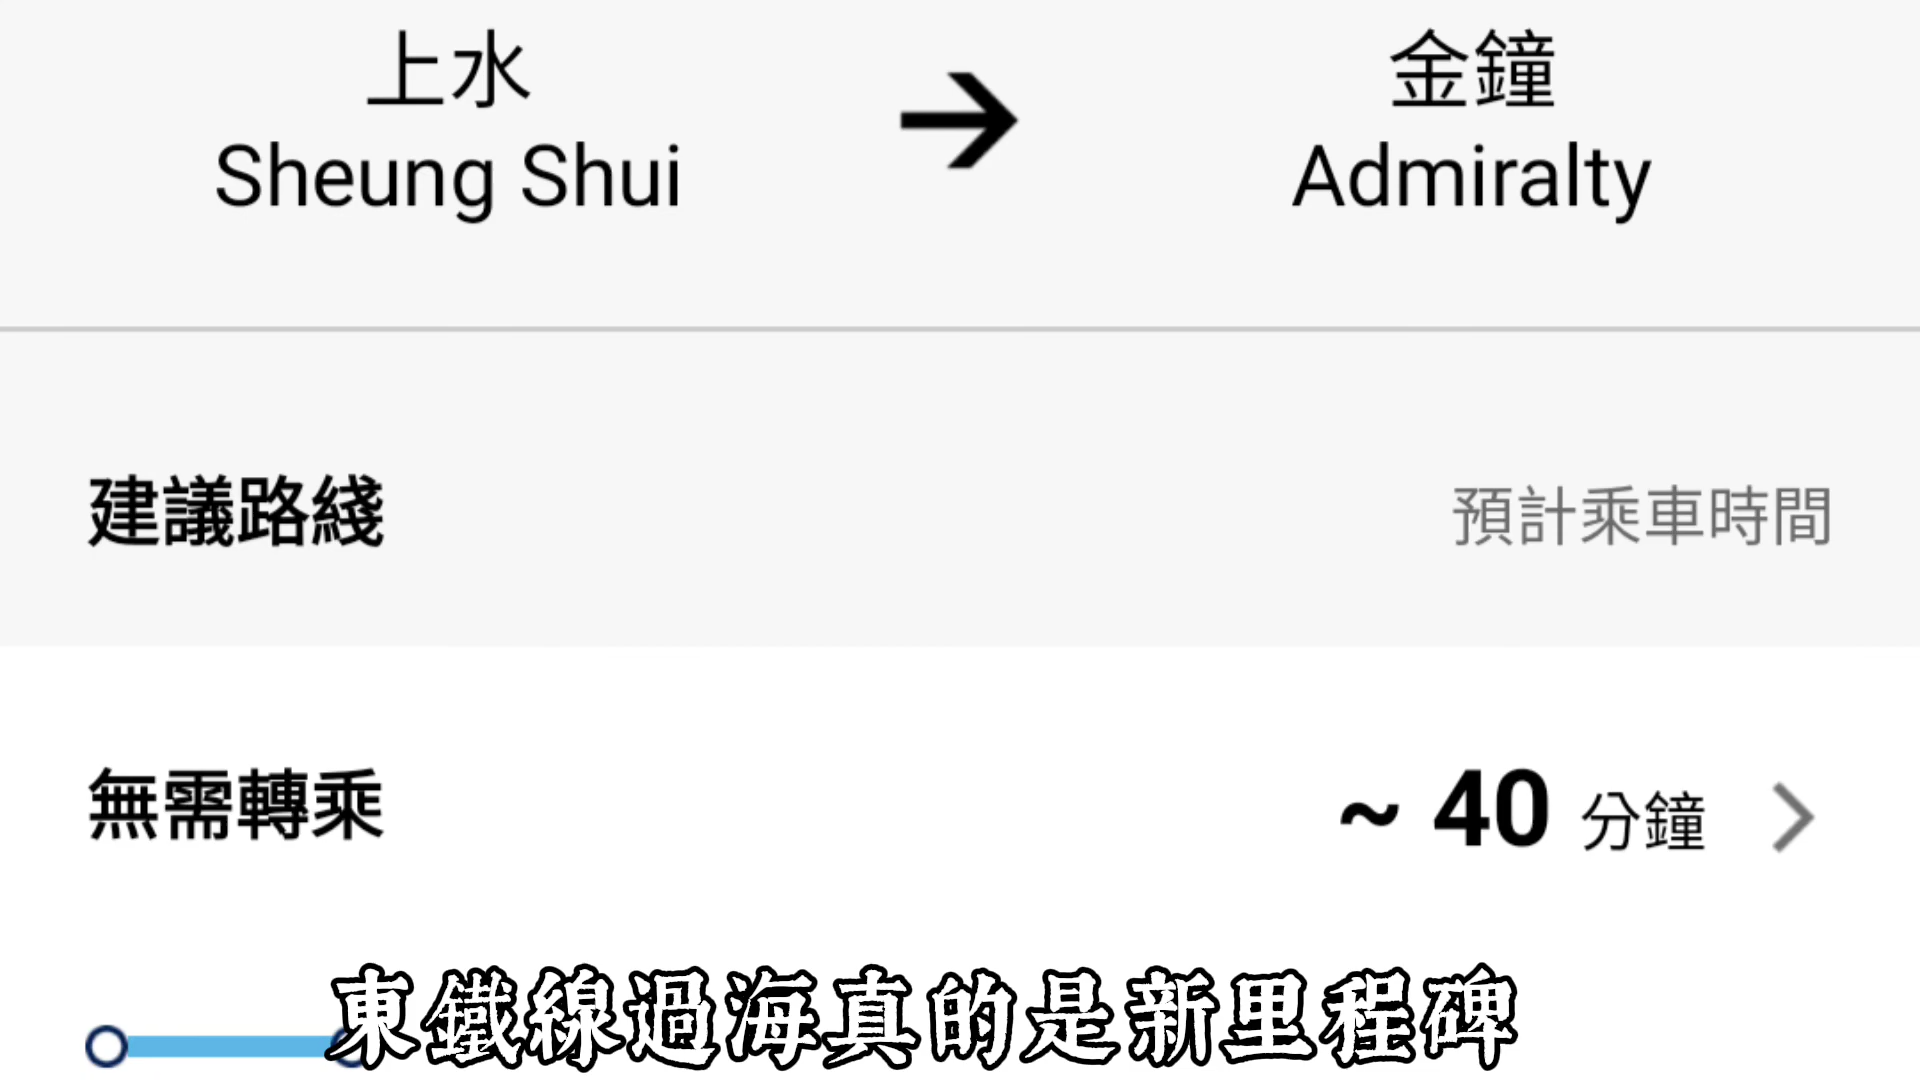 上水
Sheung Shui
金鐘
Admiralty
建議路綫
預計乘車時間
無需轉乘
~ 40 分鐘
東鐵線過海真的是新里程碑